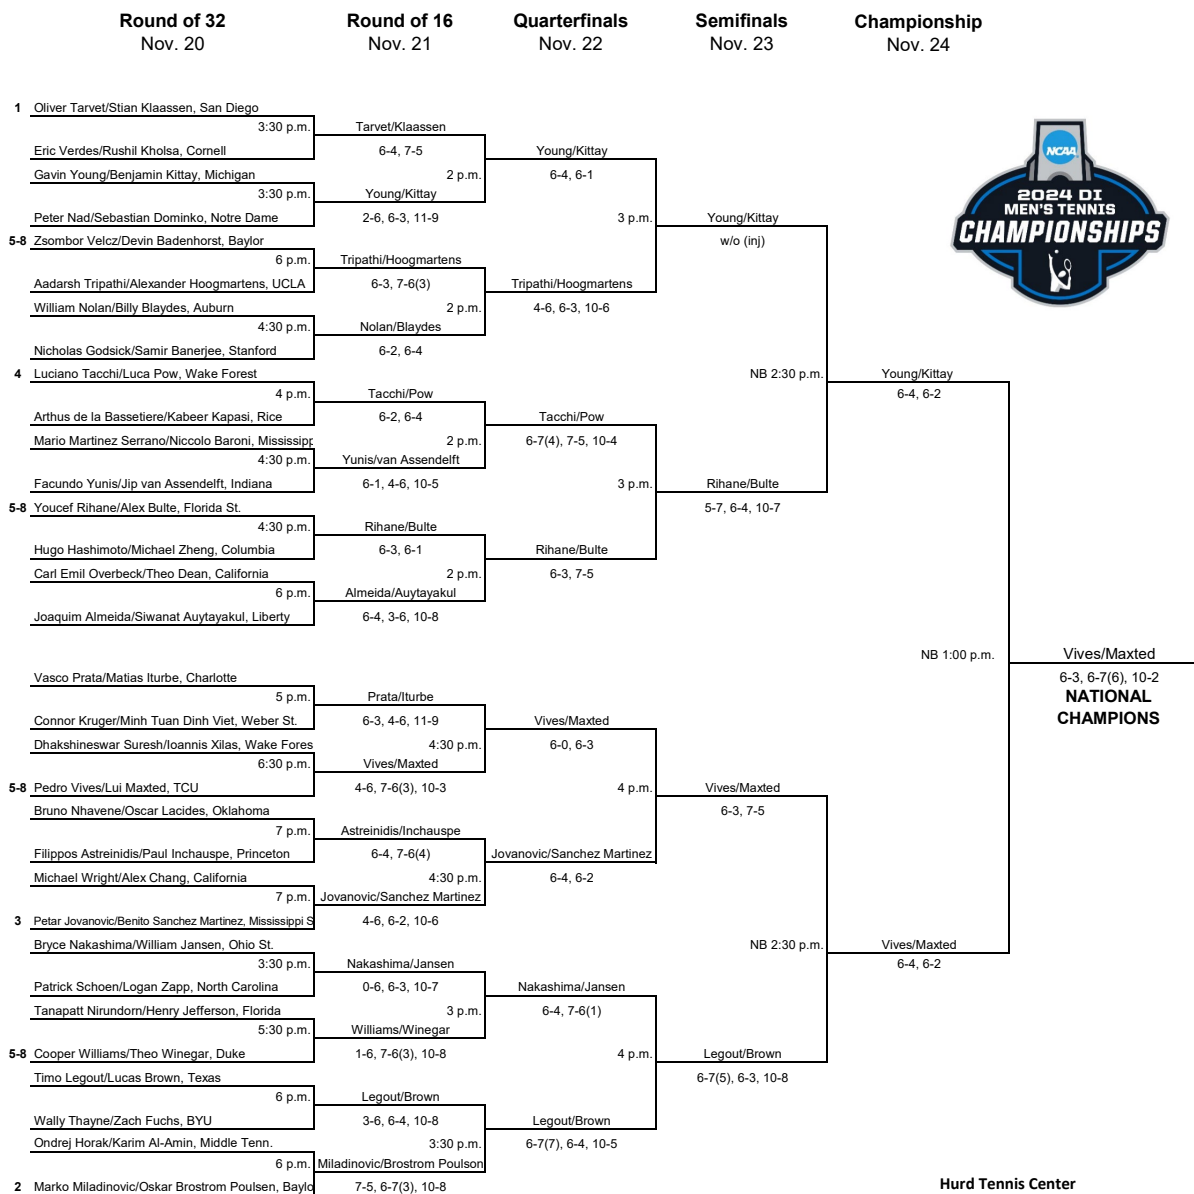 Round of 32 Round of 16 Quarterfinals Semifinals Championship
Nov. 20 Nov. 21 Nov. 22 Nov. 23 Nov. 24
1 Oliver Tarvet/Stian Klaassen, San Diego
3:30 p.m. Tarvet/Klaassen
Eric Verdes/Rushil Kholsa, Cornell 6-4, 7-5 Young/Kittay
Gavin Young/Benjamin Kittay, Michigan 2 p.m. 6-4, 6-1
3:30 p.m. Young/Kittay
Peter Nad/Sebastian Dominko, Notre Dame 2-6, 6-3, 11-9 3 p.m. Young/Kittay
5-8 Zsombor Velcz/Devin Badenhorst, Baylor w/o (inj)
6 p.m. Tripathi/Hoogmartens
Aadarsh Tripathi/Alexander Hoogmartens, UCLA 6-3, 7-6(3) Tripathi/Hoogmartens
William Nolan/Billy Blaydes, Auburn 2 p.m. 4-6, 6-3, 10-6
4:30 p.m. Nolan/Blaydes
Nicholas Godsick/Samir Banerjee, Stanford 6-2, 6-4
4 Luciano Tacchi/Luca Pow, Wake Forest NB 2:30 p.m. Young/Kittay
4 p.m. Tacchi/Pow 6-4, 6-2
Arthus de la Bassetiere/Kabeer Kapasi, Rice 6-2, 6-4 Tacchi/Pow
Mario Martinez Serrano/Niccolo Baroni, Mississipp 2 p.m. 6-7(4), 7-5, 10-4
4:30 p.m. Yunis/van Assendelft
Facundo Yunis/Jip van Assendelft, Indiana 6-1, 4-6, 10-5 3 p.m. Rihane/Bulte
5-8 Youcef Rihane/Alex Bulte, Florida St. 5-7, 6-4, 10-7
4:30 p.m. Rihane/Bulte
Hugo Hashimoto/Michael Zheng, Columbia 6-3, 6-1 Rihane/Bulte
Carl Emil Overbeck/Theo Dean, California 2 p.m. 6-3, 7-5
6 p.m. Almeida/Auytayakul
Joaquim Almeida/Siwanat Auytayakul, Liberty 6-4, 3-6, 10-8
NB 1:00 p.m. Vives/Maxted
Vasco Prata/Matias Iturbe, Charlotte 6-3, 6-7(6), 10-2
5 p.m. Prata/Iturbe NATIONAL
Connor Kruger/Minh Tuan Dinh Viet, Weber St. 6-3, 4-6, 11-9 Vives/Maxted CHAMPIONS
Dhakshineswar Suresh/Ioannis Xilas, Wake Fores 4:30 p.m. 6-0, 6-3
6:30 p.m. Vives/Maxted
5-8 Pedro Vives/Lui Maxted, TCU 4-6, 7-6(3), 10-3 4 p.m. Vives/Maxted
Bruno Nhavene/Oscar Lacides, Oklahoma 6-3, 7-5
7 p.m. Astreinidis/Inchauspe
Filippos Astreinidis/Paul Inchauspe, Princeton 6-4, 7-6(4) Jovanovic/Sanchez Martinez
Michael Wright/Alex Chang, California 4:30 p.m. 6-4, 6-2
7 p.m. Jovanovic/Sanchez Martinez
3 Petar Jovanovic/Benito Sanchez Martinez, Mississippi S 4-6, 6-2, 10-6
Bryce Nakashima/William Jansen, Ohio St. NB 2:30 p.m. Vives/Maxted
3:30 p.m. Nakashima/Jansen 6-4, 6-2
Patrick Schoen/Logan Zapp, North Carolina 0-6, 6-3, 10-7 Nakashima/Jansen
Tanapatt Nirundorn/Henry Jefferson, Florida 3 p.m. 6-4, 7-6(1)
5:30 p.m. Williams/Winegar
5-8 Cooper Williams/Theo Winegar, Duke 1-6, 7-6(3), 10-8 4 p.m. Legout/Brown
Timo Legout/Lucas Brown, Texas 6-7(5), 6-3, 10-8
6 p.m. Legout/Brown
Wally Thayne/Zach Fuchs, BYU 3-6, 6-4, 10-8 Legout/Brown
Ondrej Horak/Karim Al-Amin, Middle Tenn. 3:30 p.m. 6-7(7), 6-4, 10-5
6 p.m. Miladinovic/Brostrom Poulson
2 Marko Miladinovic/Oskar Brostrom Poulsen, Baylo 7-5, 6-7(3), 10-8
NCAA
2024 DI
MEN'S TENNIS
CHAMPIONSHIPS
Hurd Tennis Center